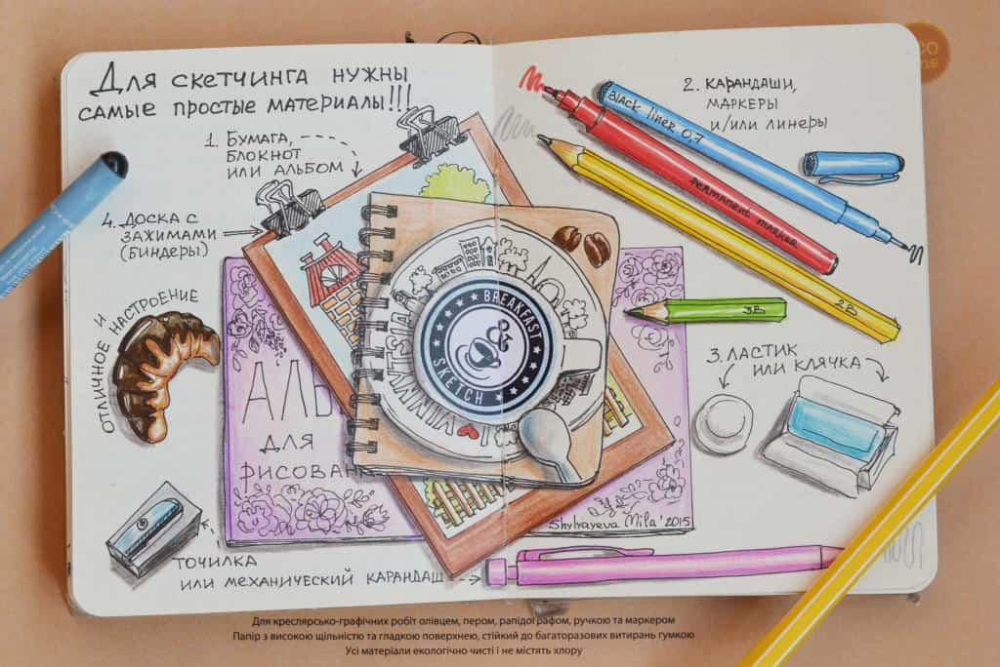 Для скетчинга нужны
самые простые материалы!!!
1. Бумага,
блокнот
или альбом
2. карандаши,
маркеры
и/или линеры
Black liner 0,7
permanent marker
2B
3B
4. Доска с
зажимами
(биндеры)
отличное и настроение
BREAKFAST
&
SKETCH
VINNYTSIA
I
АЛЬ
для
рисован
3. Ластик
или клячка
Shylyayeva Mila'2015
точилка
или механический карандаш
Для креслярсько-графічних робіт олівцем, пером, рапідографом, ручкою та маркером
Папір з високою щільністю та гладкою поверхнею, стійкий до багаторазових витирань гумкою
Усі матеріали екологічно чисті і не містять хлору